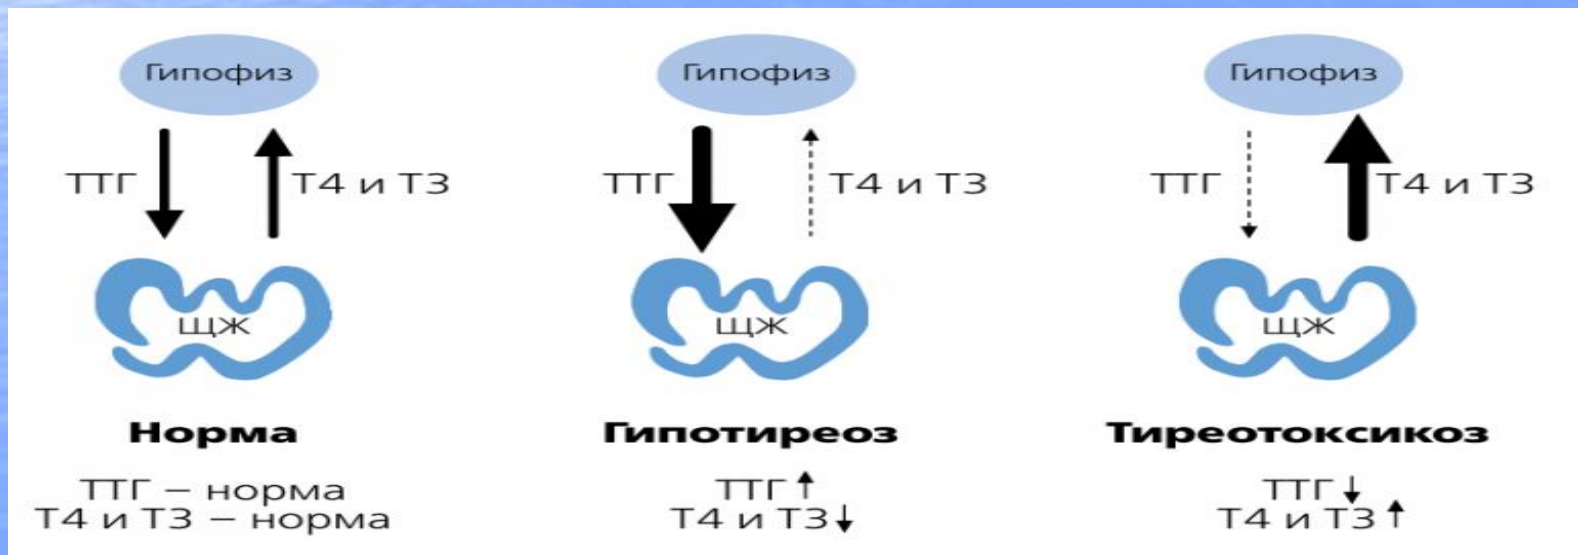 Гипофиз
ТТГ
Т4 и Т3
ЩЖ
Норма
ТТГ – норма
Т4 и Т3 – норма
Гипофиз
ТТГ
Т4 и Т3
ЩЖ
Гипотиреоз
ТТГ ↑
Т4 и Т3 ↓
Гипофиз
ТТГ
Т4 и Т3
ЩЖ
Тиреотоксикоз
ТТГ ↓
Т4 и Т3 ↑